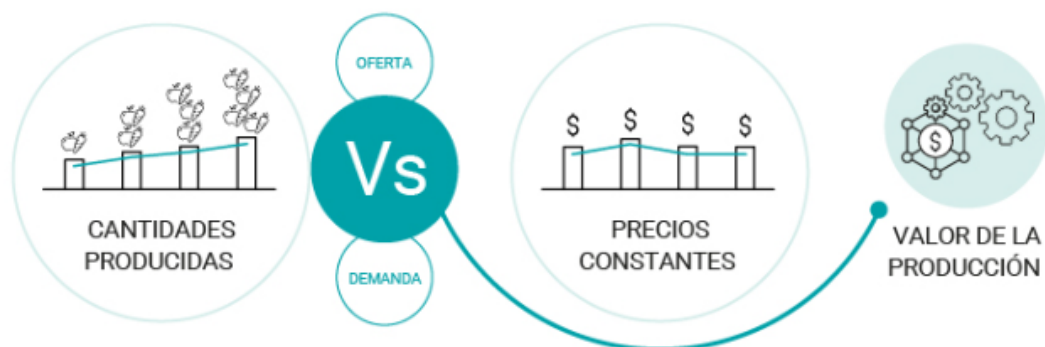 OFERTA
Vs
DEMANDA
CANTIDADES
PRODUCIDAS
$ $ $ $
PRECIOS
CONSTANTES
$
VALOR DE LA
PRODUCCIÓN